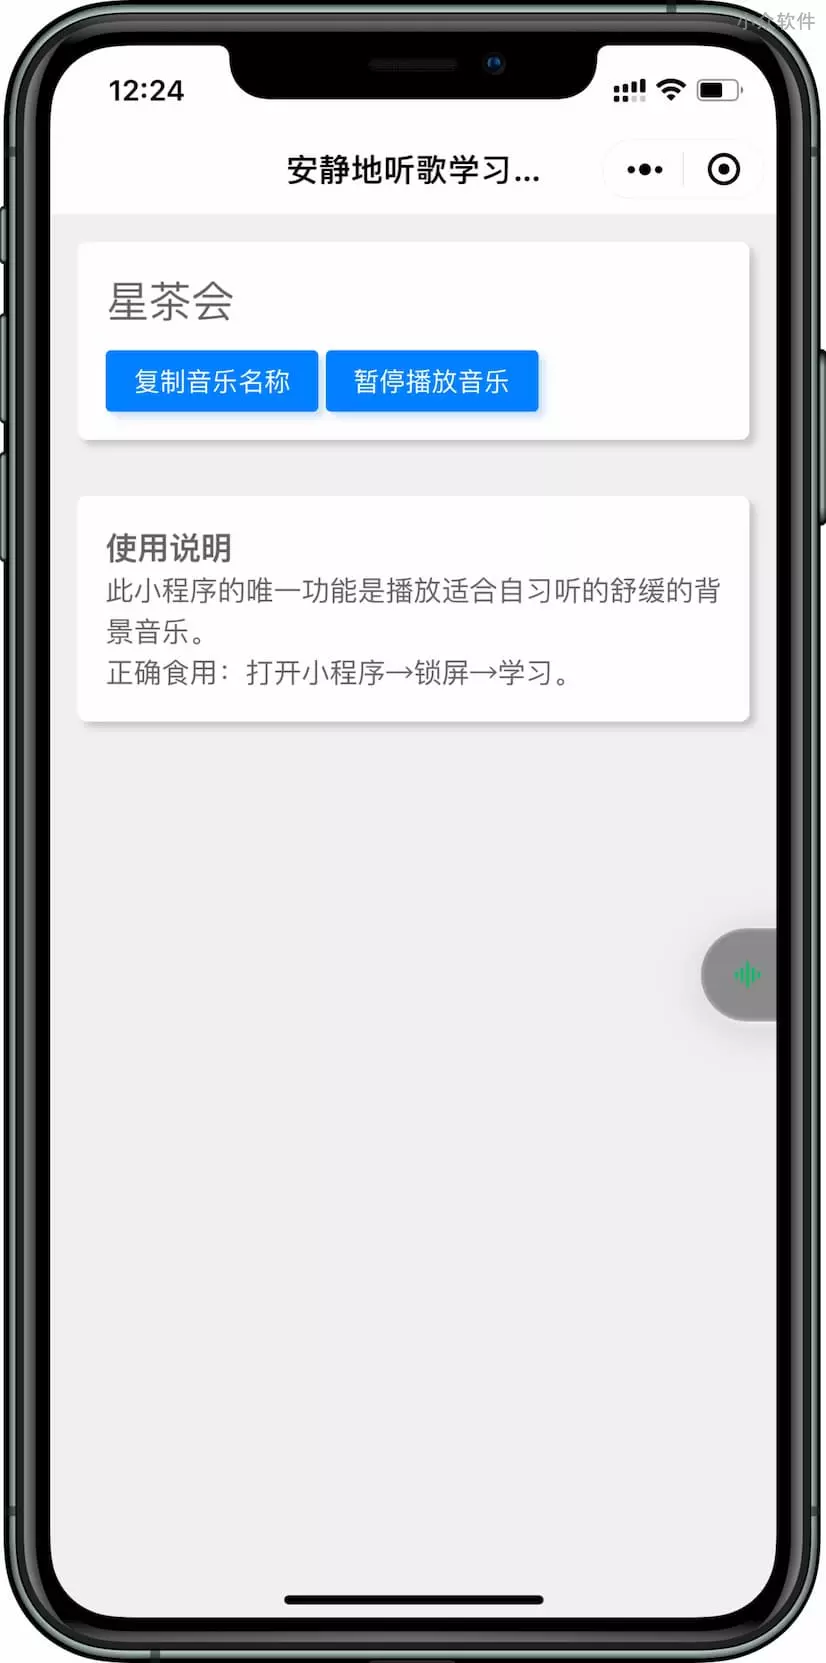 小众软件
12:24
安静地听歌学习...
星茶会
复制音乐名称
暂停播放音乐
使用说明
此小程序的唯一功能是播放适合自习听的舒缓的背
景音乐。
正确食用：打开小程序→锁屏→学习。